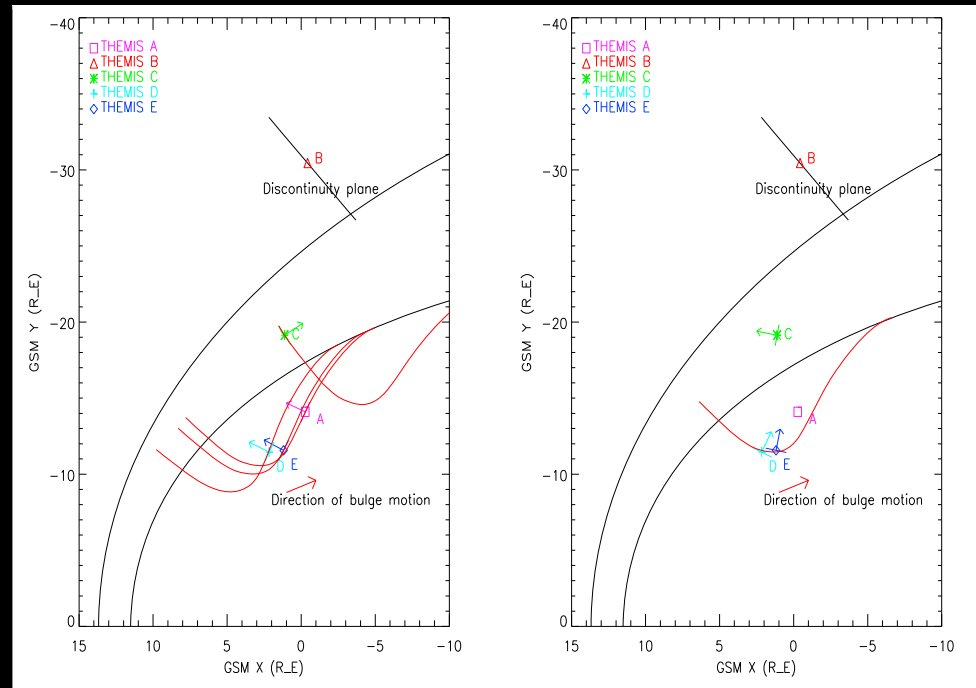 THEMIS A
THEMIS B
THEMIS C
THEMIS D
THEMIS E
B
Discontinuity plane
C
A
D
E
Direction of bulge motion
-40
-30
-20
-10
0
GSM Y (R_E)
15
10
5
0
-5
-10
GSM X (R_E)
THEMIS A
THEMIS B
THEMIS C
THEMIS D
THEMIS E
B
Discontinuity plane
C
A
D
E
Direction of bulge motion
-40
-30
-20
-10
0
GSM Y (R_E)
15
10
5
0
-5
-10
GSM X (R_E)